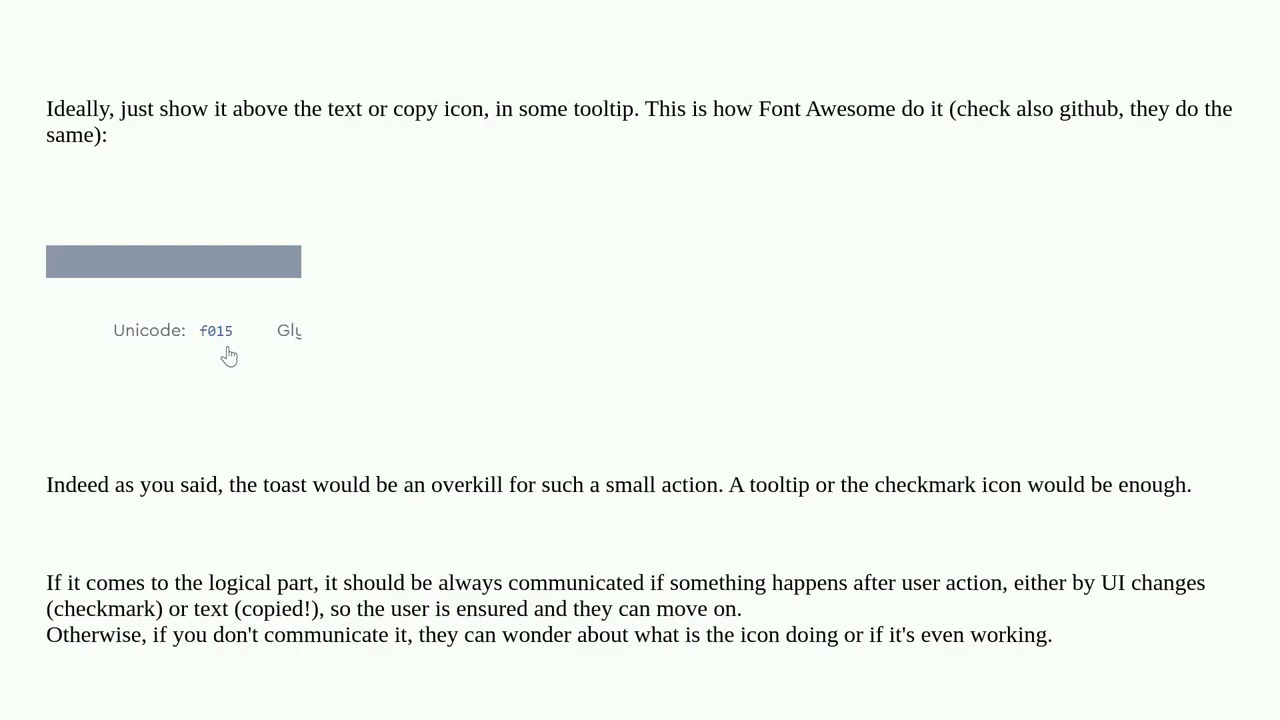 Ideally, just show it above the text or copy icon, in some tooltip. This is how Font Awesome do it (check also github, they do the
same):
Unicode: f015 Gly
Indeed as you said, the toast would be an overkill for such a small action. A tooltip or the checkmark icon would be enough.
If it comes to the logical part, it should be always communicated if something happens after user action, either by UI changes
(checkmark) or text (copied!), so the user is ensured and they can move on.
Otherwise, if you don't communicate it, they can wonder about what is the icon doing or if it's even working.